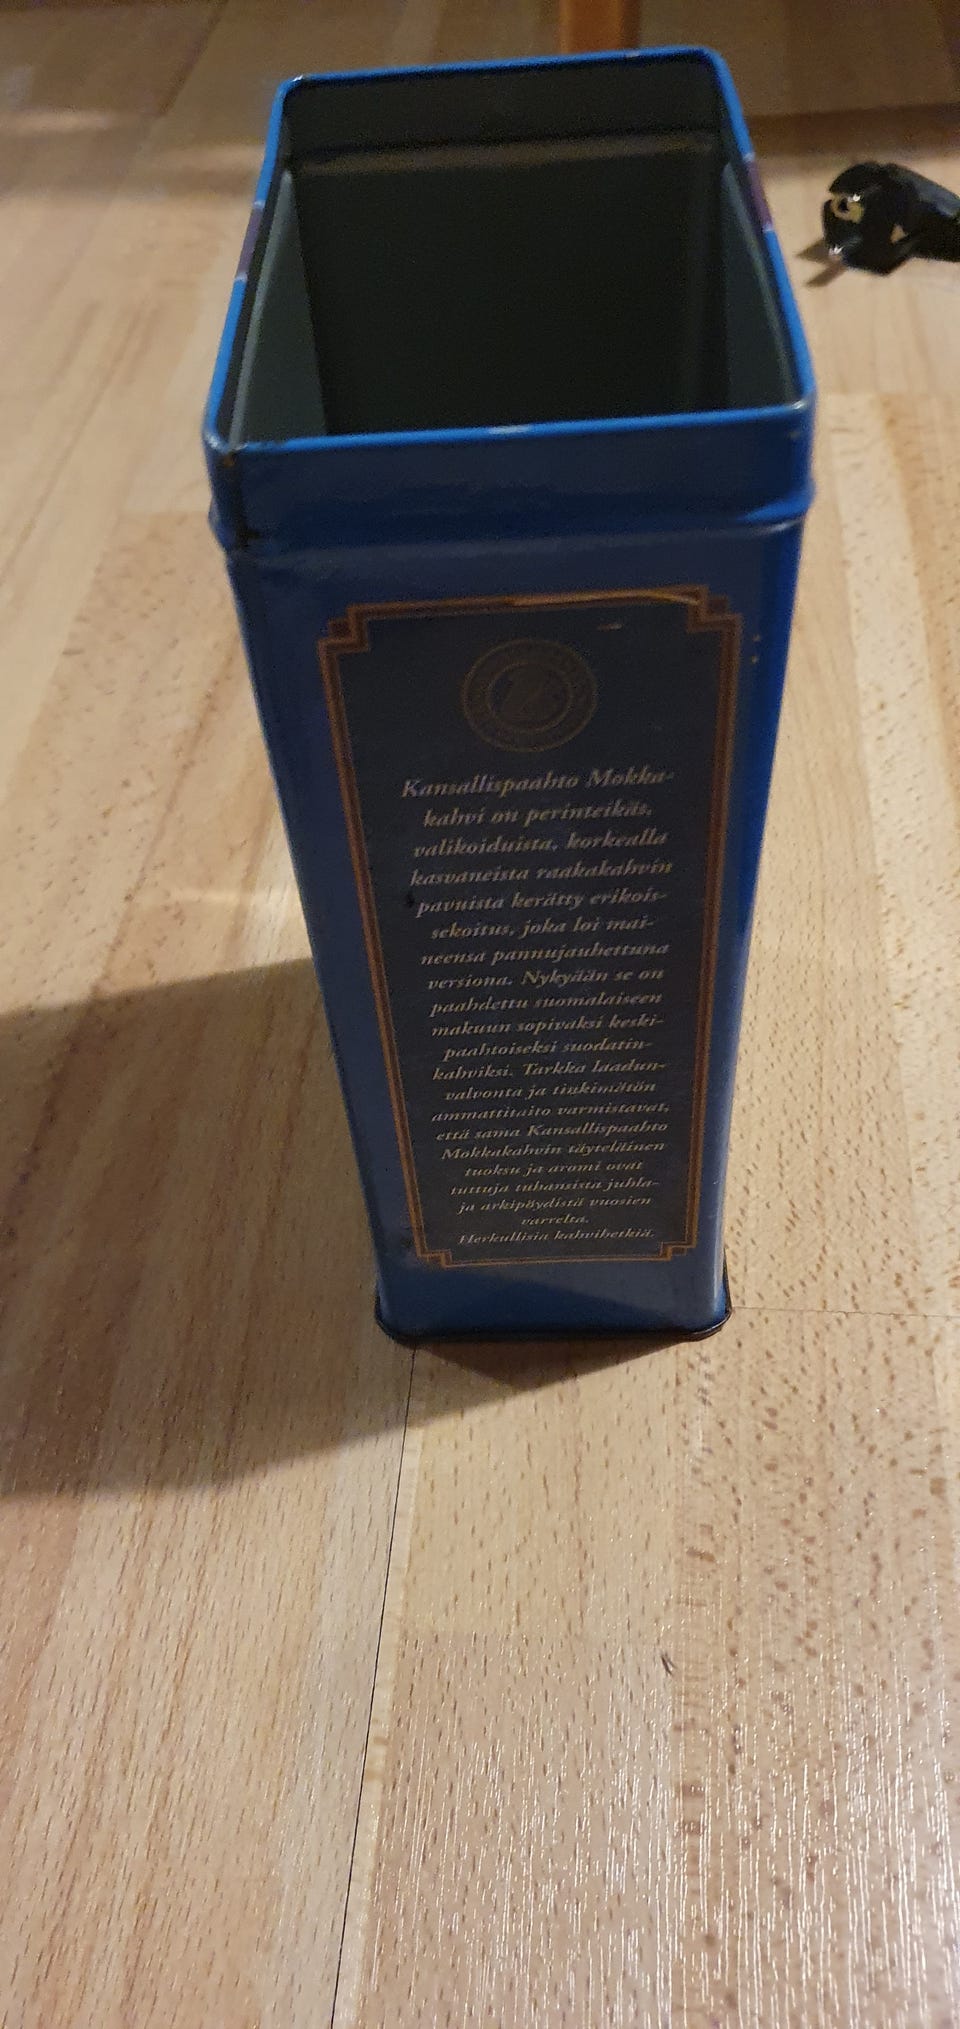 Kansallispaahto Mokka-
kahvi on perinteikäs,
valikoiduista, korkealla
kasvaneista raakakahvin
pavuista kerätty erikois-
sekoitus, joka loi mai-
neensa pannujauhettuna
versiona. Nykyään se on
paahdettu suomalaiseen
makuun sopivaksi keski-
paahtoiseksi suodatin-
kahviksi. Tarkka laadun-
valvonta ja tinkimätön
ammattitaito varmistavat,
että sama Kansallispaahto
Mokkakahvin täyteläinen
tuoksu ja aromi ovat
tuttuja tuhansista juhla-
ja arkipöydistä vuosien
varrelta.
Herkullisia kahvihetkiä.